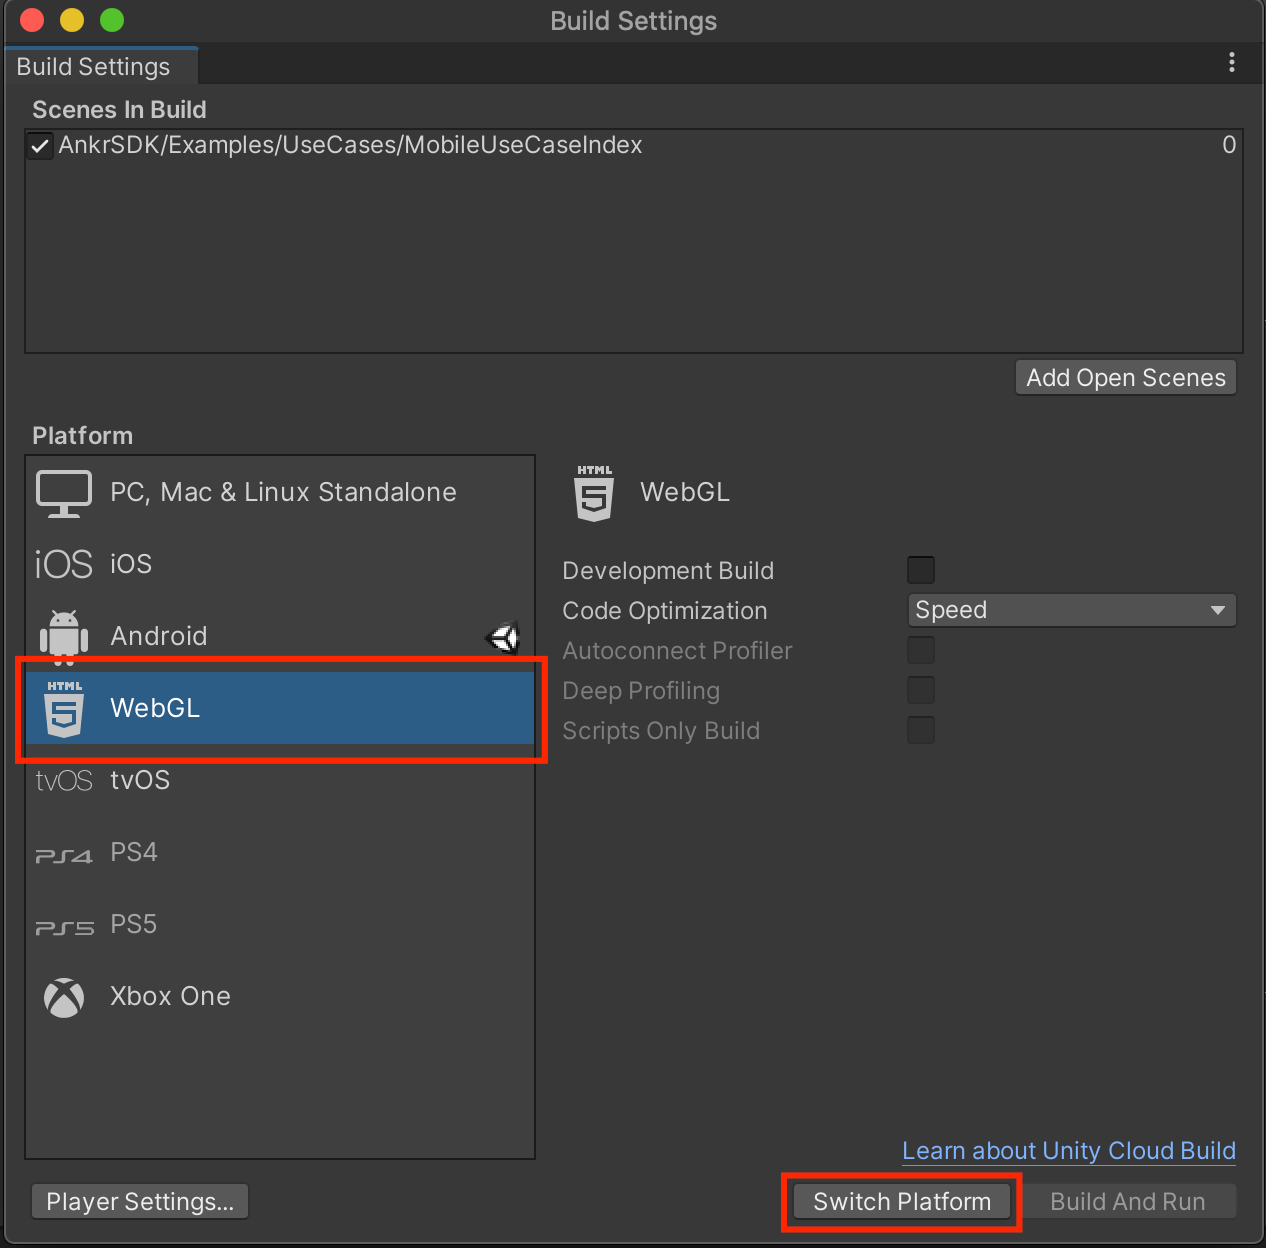 Build Settings
Build Settings
Scenes In Build
AnkrSDK/Examples/UseCases/MobileUseCaseIndex 0
Add Open Scenes
Platform
PC, Mac & Linux Standalone
iOS iOS
Android
HTML 5 WebGL
tvOS tvOS
PS4 PS4
PS5 PS5
Xbox One
HTML 5 WebGL
Development Build
Code Optimization Speed
Autoconnect Profiler
Deep Profiling
Scripts Only Build
Learn about Unity Cloud Build
Player Settings... Switch Platform Build And Run